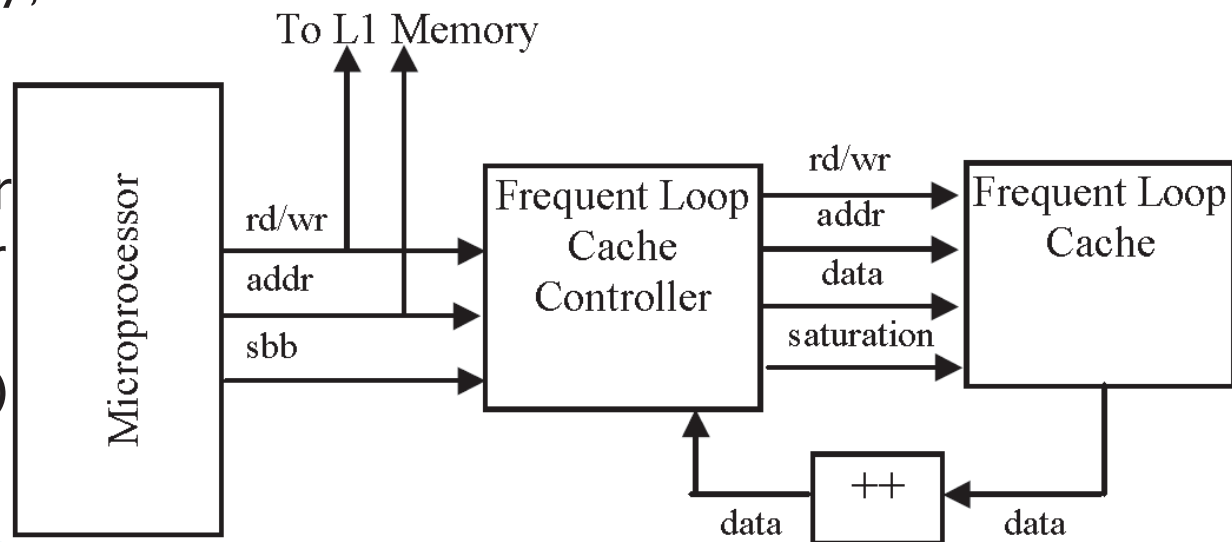 y,
To L1 Memory
r
r
)
Microprocessor
rd/wr
addr
sbb
Frequent Loop
Cache
Controller
rd/wr
addr
data
saturation
Frequent Loop
Cache
++
data
data